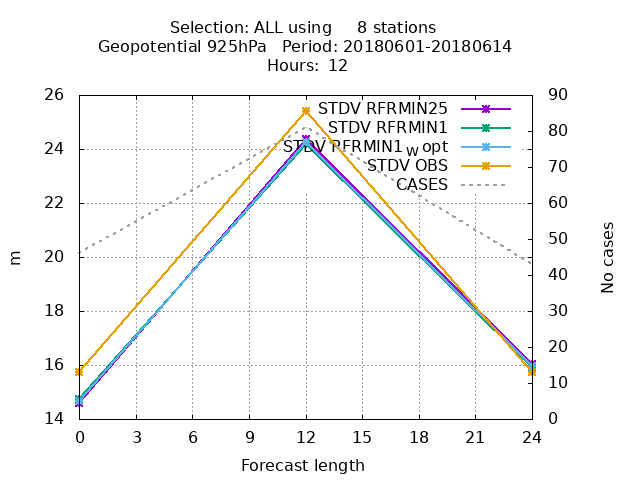 Selection: ALL using 8 stations
Geopotential 925hPa Period: 20180601-20180614
Hours: 12
26 90
STDV RFRMIN25
80
STDV RFRMIN1
24
STDV RFRMIN1 w opt
70
STDV OBS
CASES
22 60
50
20
m
No cases
40
18 30
20
16
10
14 0
0 3 6 9 12 15 18 21 24
Forecast length